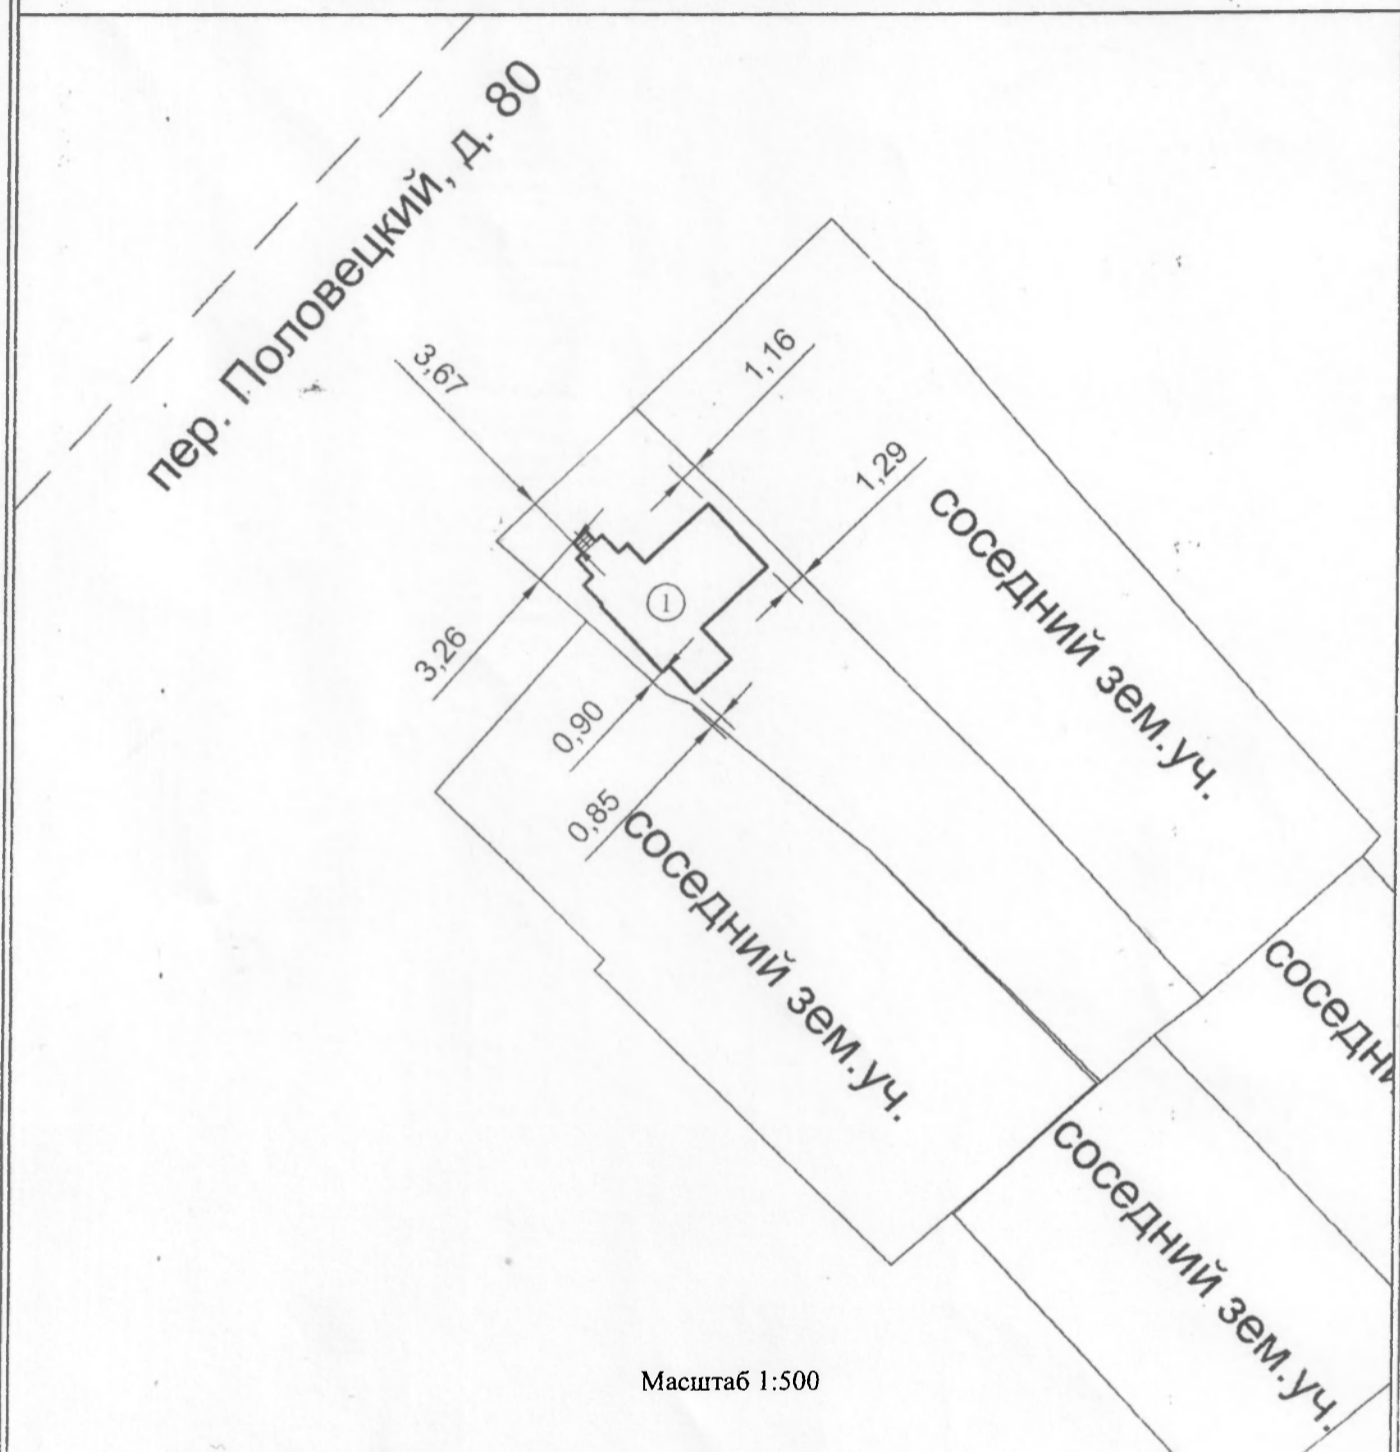 пер. Половецкий, д. 80
3,67
1,16
1,29
соседний зем.уч.
1
3,26
0,90
0,85
соседний зем.уч.
соседн
соседний зем.уч.
Масштаб 1:500